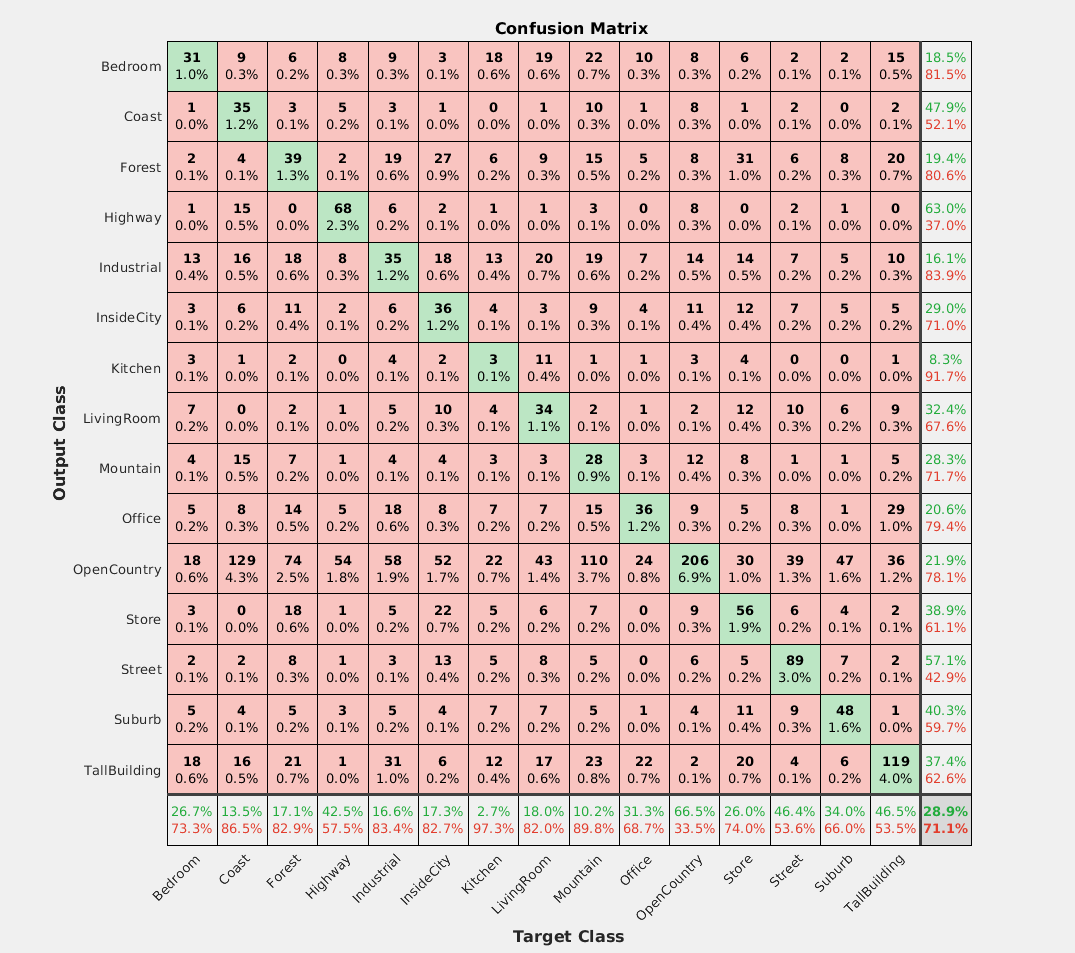 Confusion Matrix
Bedroom 31 9 6 8 9 3 18 19 22 10 8 6 2 2 15 18.5%
1.0% 0.3% 0.2% 0.3% 0.3% 0.1% 0.6% 0.6% 0.7% 0.3% 0.3% 0.2% 0.1% 0.1% 0.5% 81.5%
Coast 1 35 3 5 3 1 0 1 10 1 8 1 2 0 2 47.9%
0.0% 1.2% 0.1% 0.2% 0.1% 0.0% 0.0% 0.0% 0.3% 0.0% 0.3% 0.0% 0.1% 0.0% 0.1% 52.1%
Forest 2 4 39 2 19 27 6 9 15 5 8 31 6 8 20 19.4%
0.1% 0.1% 1.3% 0.1% 0.6% 0.9% 0.2% 0.3% 0.5% 0.2% 0.3% 1.0% 0.2% 0.3% 0.7% 80.6%
Highway 1 15 0 68 6 2 1 1 3 0 8 0 2 1 0 63.0%
0.0% 0.5% 0.0% 2.3% 0.2% 0.1% 0.0% 0.0% 0.1% 0.0% 0.3% 0.0% 0.1% 0.0% 0.0% 37.0%
Industrial 13 16 18 8 35 18 13 20 19 7 14 14 7 5 10 16.1%
0.4% 0.5% 0.6% 0.3% 1.2% 0.6% 0.4% 0.7% 0.6% 0.2% 0.5% 0.5% 0.2% 0.2% 0.3% 83.9%
InsideCity 3 6 11 2 6 36 4 3 9 4 11 12 7 5 5 29.0%
0.1% 0.2% 0.4% 0.1% 0.2% 1.2% 0.1% 0.1% 0.3% 0.1% 0.4% 0.4% 0.2% 0.2% 0.2% 71.0%
Kitchen 3 1 2 0 4 2 3 11 1 1 3 4 0 0 1 8.3%
0.1% 0.0% 0.1% 0.0% 0.1% 0.1% 0.1% 0.4% 0.0% 0.0% 0.1% 0.1% 0.0% 0.0% 0.0% 91.7%
LivingRoom 7 0 2 1 5 10 4 34 2 1 2 12 10 6 9 32.4%
0.2% 0.0% 0.1% 0.0% 0.2% 0.3% 0.1% 1.1% 0.1% 0.0% 0.1% 0.4% 0.3% 0.2% 0.3% 67.6%
Mountain 4 15 7 1 4 4 3 3 28 3 12 8 1 1 5 28.3%
0.1% 0.5% 0.2% 0.0% 0.1% 0.1% 0.1% 0.1% 0.9% 0.1% 0.4% 0.3% 0.0% 0.0% 0.2% 71.7%
Office 5 8 14 5 18 8 7 7 15 36 9 5 8 1 29 20.6%
0.2% 0.3% 0.5% 0.2% 0.6% 0.3% 0.2% 0.2% 0.5% 1.2% 0.3% 0.2% 0.3% 0.0% 1.0% 79.4%
OpenCountry 18 129 74 54 58 52 22 43 110 24 206 30 39 47 36 21.9%
0.6% 4.3% 2.5% 1.8% 1.9% 1.7% 0.7% 1.4% 3.7% 0.8% 6.9% 1.0% 1.3% 1.6% 1.2% 78.1%
Store 3 0 18 1 5 22 5 6 7 0 9 56 6 4 2 38.9%
0.1% 0.0% 0.6% 0.0% 0.2% 0.7% 0.2% 0.2% 0.2% 0.0% 0.3% 1.9% 0.2% 0.1% 0.1% 61.1%
Street 2 2 8 1 3 13 5 8 5 0 6 5 89 7 2 57.1%
0.1% 0.1% 0.3% 0.0% 0.1% 0.4% 0.2% 0.3% 0.2% 0.0% 0.2% 0.2% 3.0% 0.2% 0.1% 42.9%
Suburb 5 4 5 3 5 4 7 7 5 1 4 11 9 48 1 40.3%
0.2% 0.1% 0.2% 0.1% 0.2% 0.1% 0.2% 0.2% 0.2% 0.0% 0.1% 0.4% 0.3% 1.6% 0.0% 59.7%
TallBuilding 18 16 21 1 31 6 12 17 23 22 2 20 4 6 119 37.4%
0.6% 0.5% 0.7% 0.0% 1.0% 0.2% 0.4% 0.6% 0.8% 0.7% 0.1% 0.7% 0.1% 0.2% 4.0% 62.6%
26.7% 13.5% 17.1% 42.5% 16.6% 17.3% 2.7% 18.0% 10.2% 31.3% 66.5% 26.0% 46.4% 34.0% 46.5% 28.9%
73.3% 86.5% 82.9% 57.5% 83.4% 82.7% 97.3% 82.0% 89.8% 68.7% 33.5% 74.0% 53.6% 66.0% 53.5% 71.1%
Bedroom Coast Forest Highway Industrial InsideCity Kitchen LivingRoom Mountain Office OpenCountry Store Street Suburb TallBuilding
Target Class
Output Class